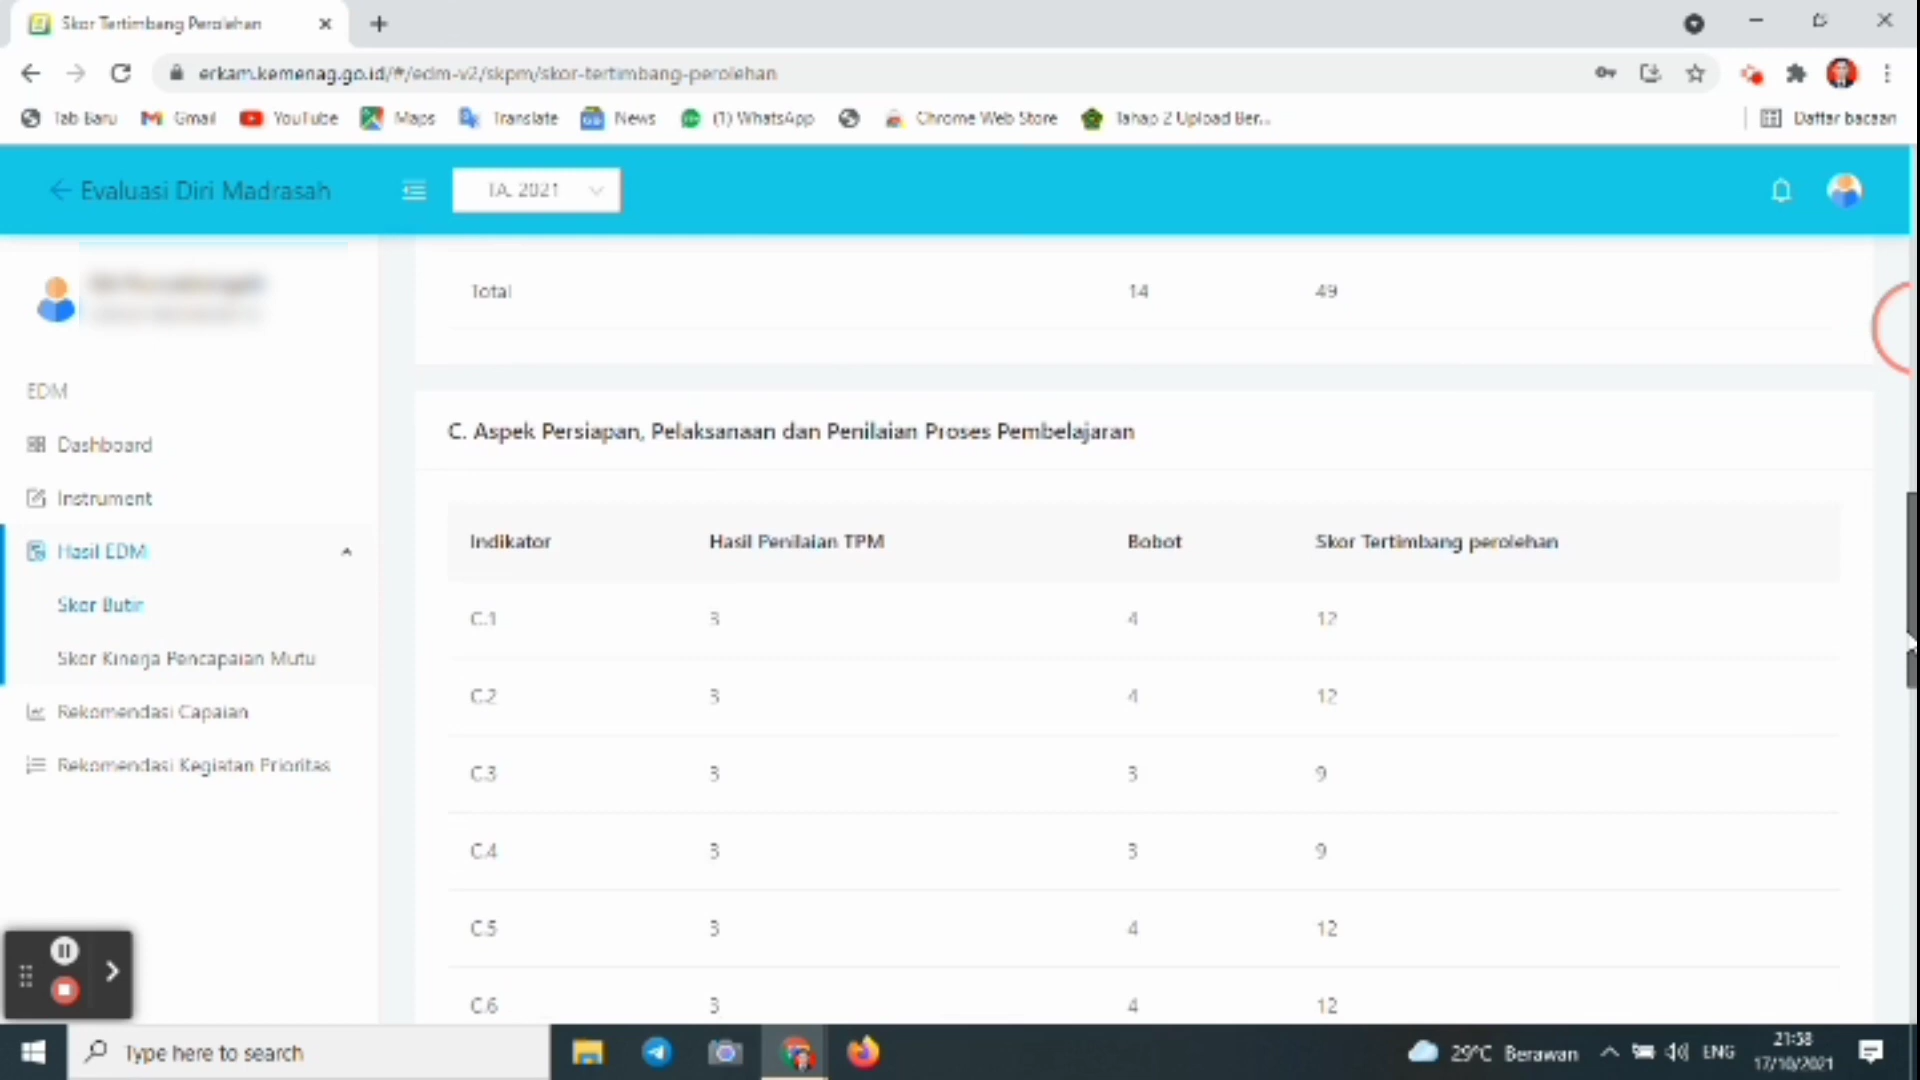 Skor Tertimbang Perolehan
erkam.kemenag.go.id/#/edm-v2/skpm/skor-tertimbang-perolehan
Tab Baru Gmail YouTube Maps Translate News (1) WhatsApp Chrome Web Store Tahap 2 Upload Ber... Daftar bacaan
Evaluasi Diri Madrasah TA. 2021
Total 14 49
EDM
Dashboard
Instrument
Hasil EDM
Skor Butir
Skor Kinerja Pencapaian Mutu
Rekomendasi Capaian
Rekomendasi Kegiatan Prioritas
C. Aspek Persiapan, Pelaksanaan dan Penilaian Proses Pembelajaran
Indikator Hasil Penilaian TPM Bobot Skor Tertimbang perolehan
C.1 3 4 12
C.2 3 4 12
C.3 3 3 9
C.4 3 3 9
C.5 3 4 12
C.6 3 4 12
Type here to search
29°C Berawan ENG
21:58
17/10/2021